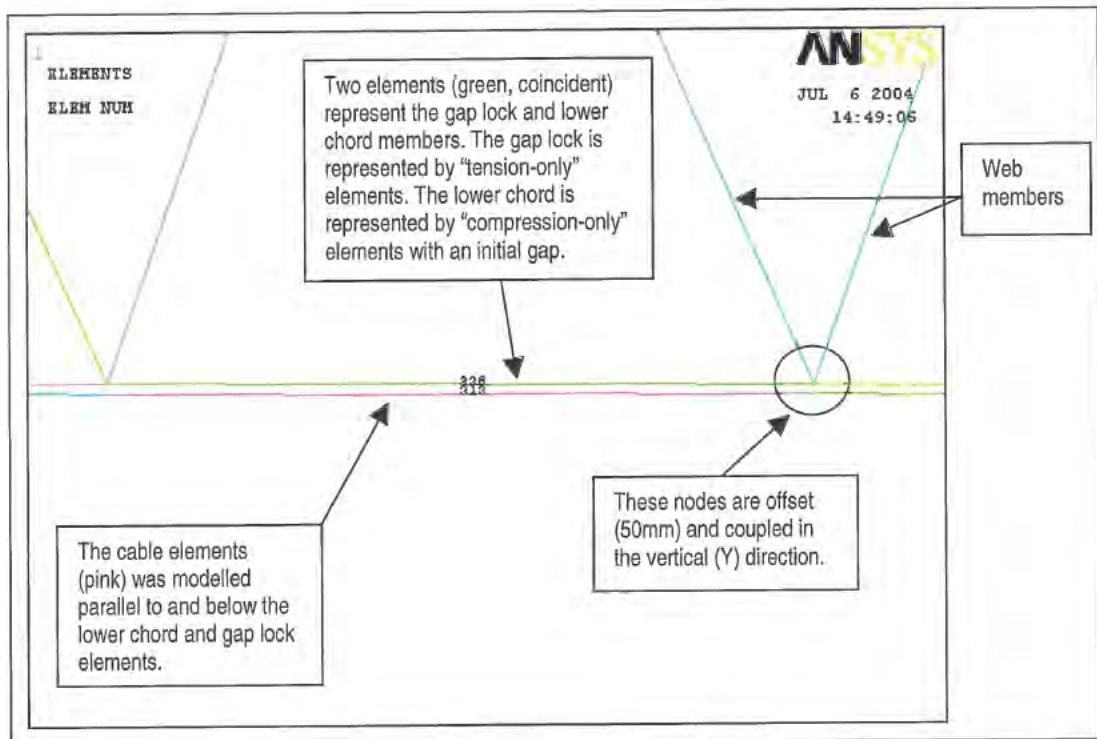 1
ELEMENTS
ELEM NUM
ANSYS
JUL 6 2004
14:49:06
Two elements (green, coincident)
represent the gap lock and lower
chord members. The gap lock is
represented by “tension-only”
elements. The lower chord is
represented by “compression-only”
elements with an initial gap.
Web
members
313
These nodes are offset
(50mm) and coupled in
the vertical (Y) direction.
The cable elements
(pink) was modelled
parallel to and below the
lower chord and gap lock
elements.